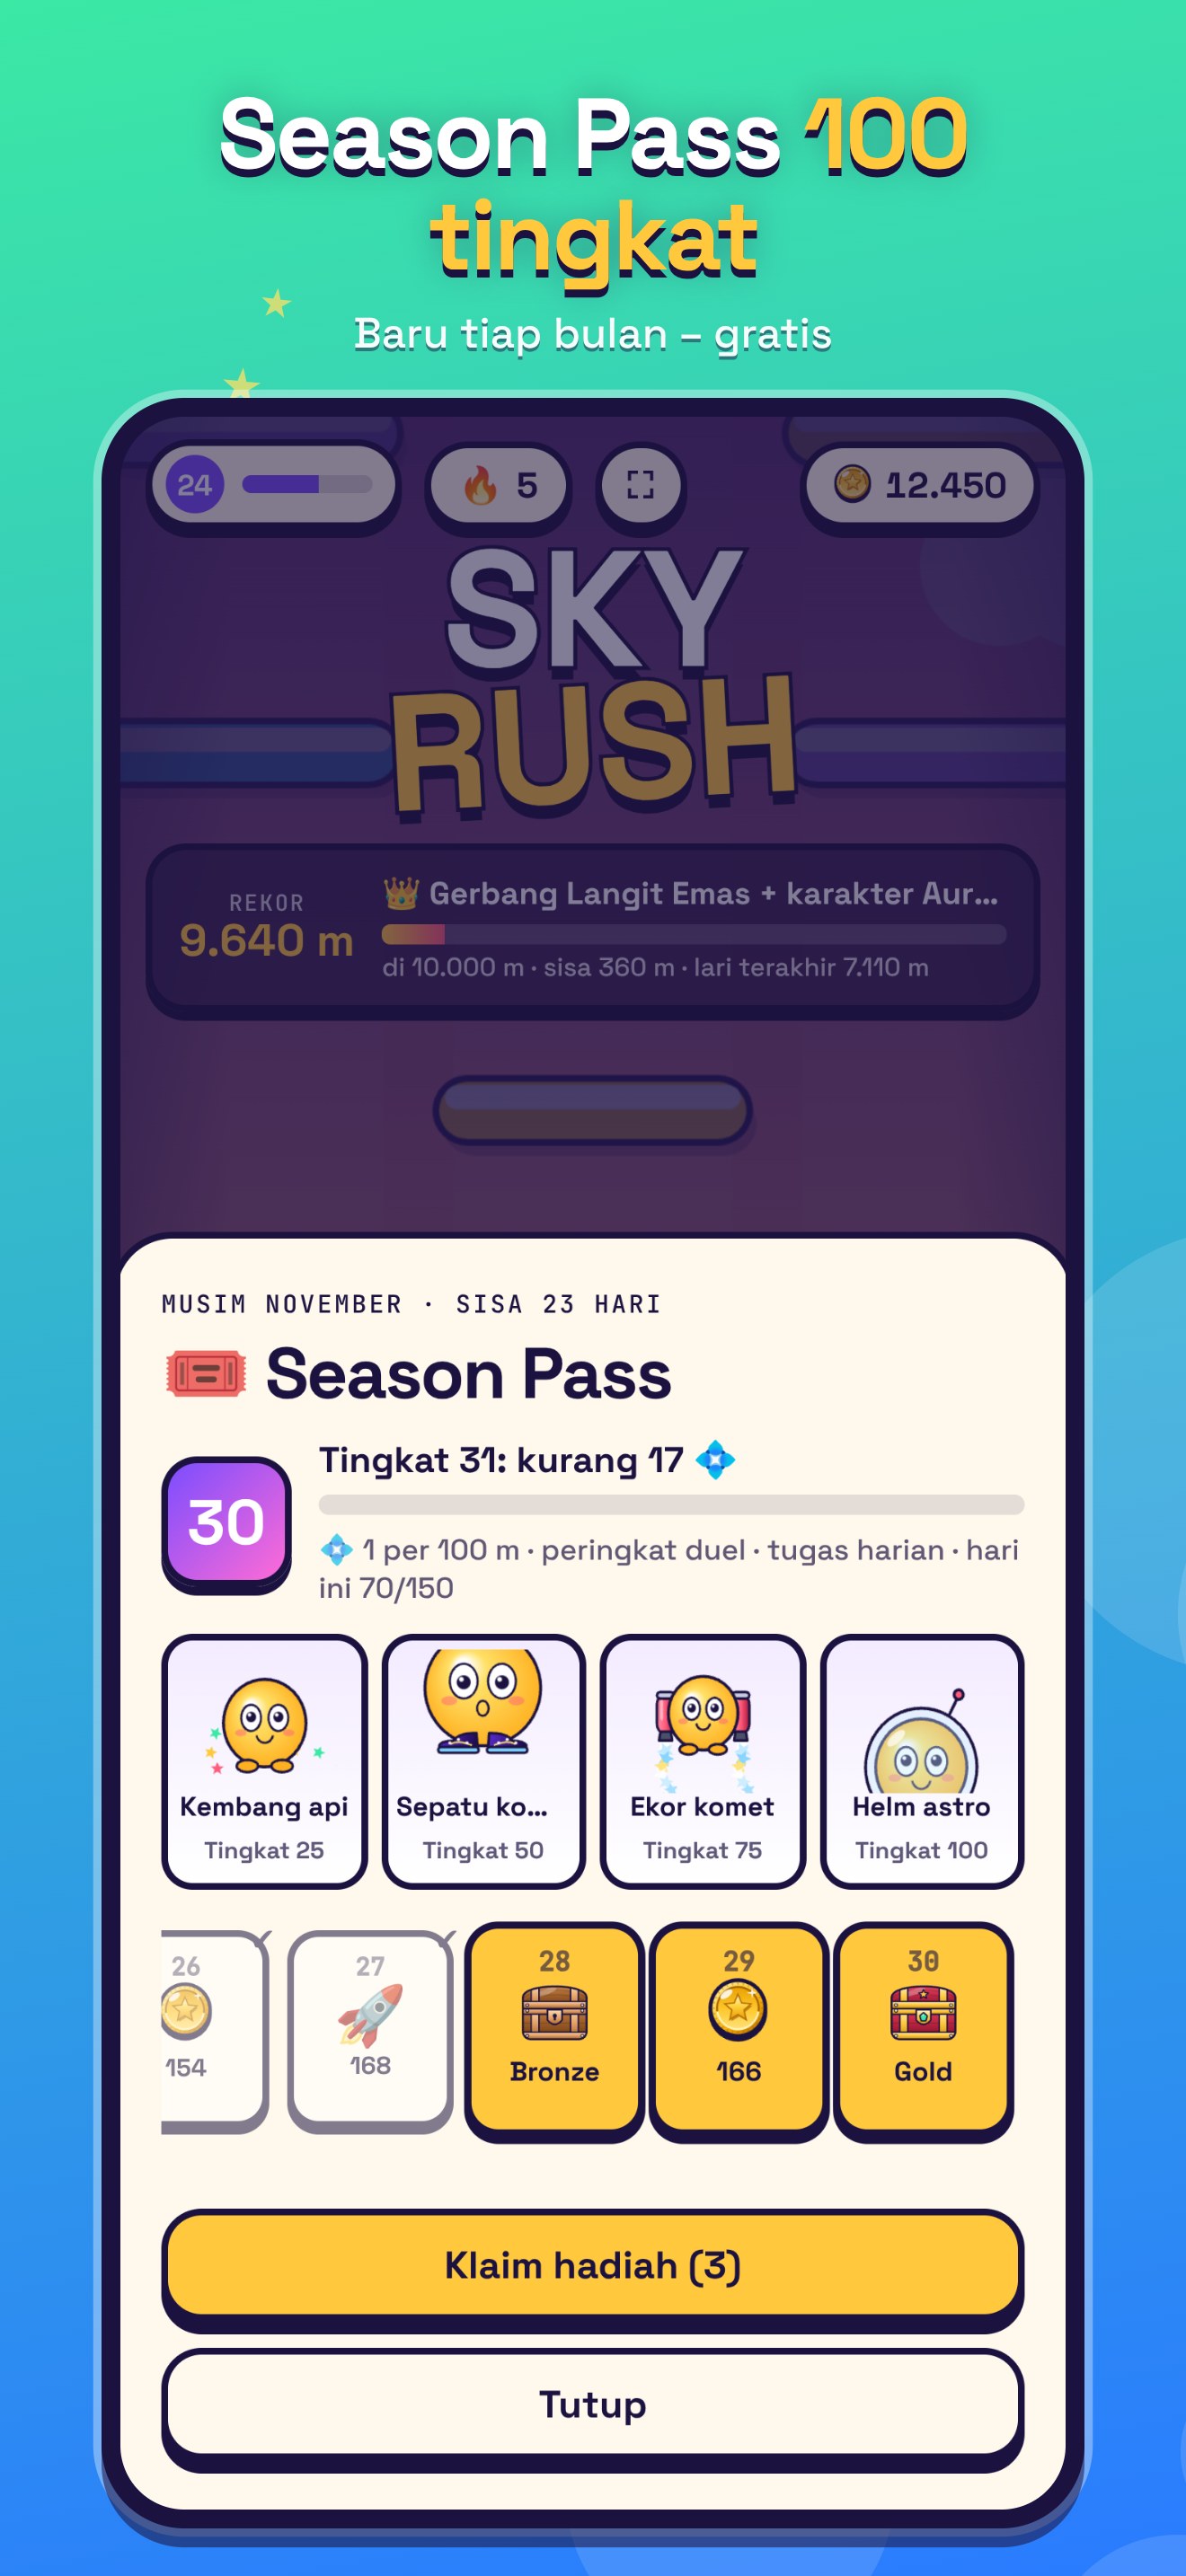 Season Pass 100
tingkat
Baru tiap bulan – gratis
24
🔥 5
12.450
SKY
RUSH
REKOR
9.640 m
👑 Gerbang Langit Emas + karakter Aur...
di 10.000 m · sisa 360 m · lari terakhir 7.110 m
MUSIM NOVEMBER · SISA 23 HARI
🎟️ Season Pass
30
Tingkat 31: kurang 17 💠
💠 1 per 100 m · peringkat duel · tugas harian · hari
ini 70/150
Kembang api
Tingkat 25
Sepatu ko...
Tingkat 50
Ekor komet
Tingkat 75
Helm astro
Tingkat 100
26
154
27
168
28
Bronze
29
166
30
Gold
Klaim hadiah (3)
Tutup